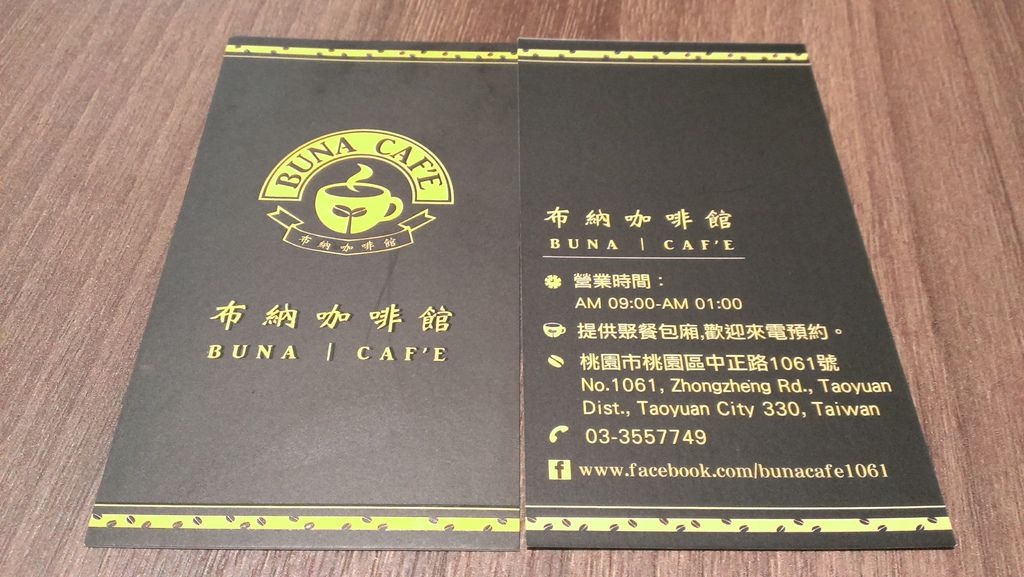 BUNA CAF'E
布納咖啡館
布納咖啡館
BUNA | CAF'E
布納咖啡館
BUNA | CAF'E
營業時間：
AM 09:00-AM 01:00
提供聚餐包廂,歡迎來電預約。
桃園市桃園區中正路1061號
No.1061, Zhongzheng Rd., Taoyuan
Dist., Taoyuan City 330, Taiwan
03-3557749
www.facebook.com/bunacafe1061